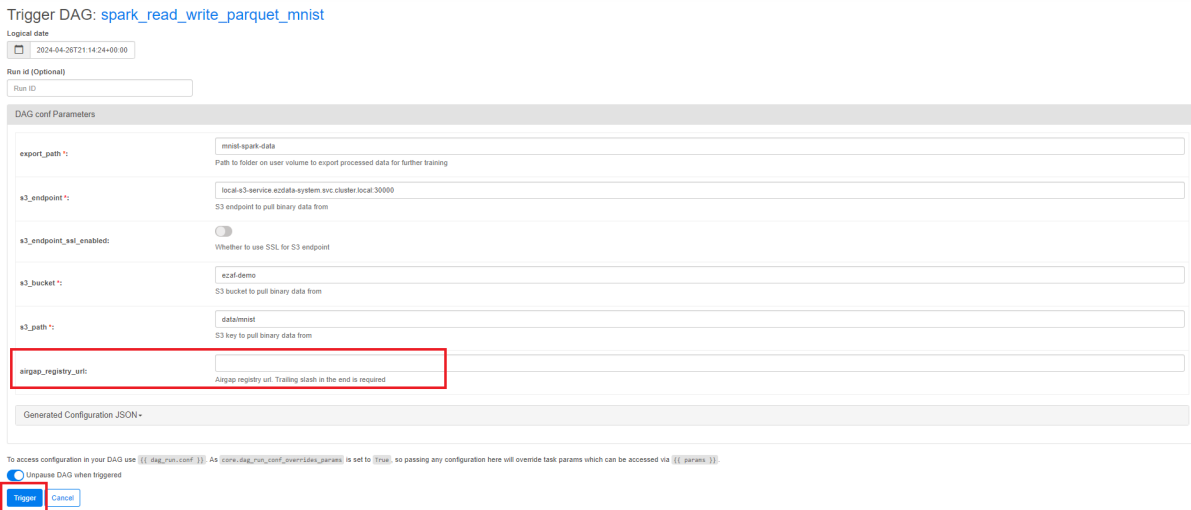 Trigger DAG: spark_read_write_parquet_mnist
Logical date
2024-04-26T21:14:24+00:00
Run id (Optional)
Run ID
DAG conf Parameters
export_path *:
mnist-spark-data
Path to folder on user volume to export processed data for further training
s3_endpoint *:
local-s3-service.ezdata-system.svc.cluster.local:30000
S3 endpoint to pull binary data from
s3_endpoint_ssl_enabled:
Whether to use SSL for S3 endpoint
s3_bucket *:
ezaf-demo
S3 bucket to pull binary data from
s3_path *:
data/mnist
S3 key to pull binary data from
airgap_registry_url:
Airgap registry url. Trailing slash in the end is required
Generated Configuration JSON
To access configuration in your DAG use {{ dag_run.conf }}. As core.dag_run_conf_overrides_params is set to True, so passing any configuration here will override task params which can be accessed via {{ params }}.
Unpause DAG when triggered
Trigger Cancel